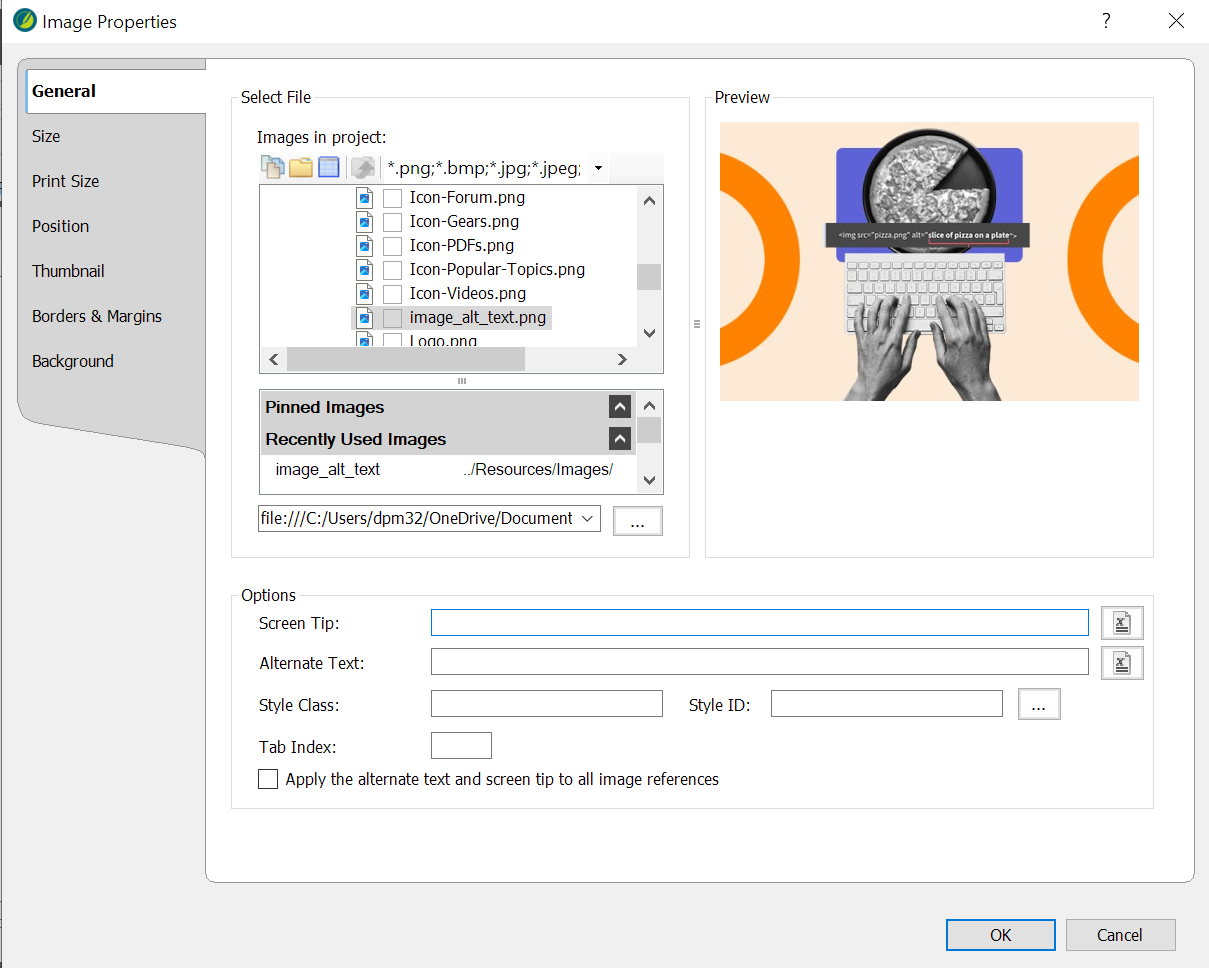 Image Properties
?
General
Size
Print Size
Position
Thumbnail
Borders & Margins
Background
Select File
Images in project:
*.png;*.bmp;*.jpg;*.jpeg;
Icon-Forum.png
Icon-Gears.png
Icon-PDFs.png
Icon-Popular-Topics.png
Icon-Videos.png
image_alt_text.png
Logo.png
Pinned Images
Recently Used Images
image_alt_text ../Resources/Images/
file:///C:/Users/dpm32/OneDrive/Document
...
Preview
<img src="pizza.png" alt="slice of pizza on a plate">
Options
Screen Tip:
Alternate Text:
Style Class: Style ID: ...
Tab Index:
Apply the alternate text and screen tip to all image references
OK Cancel